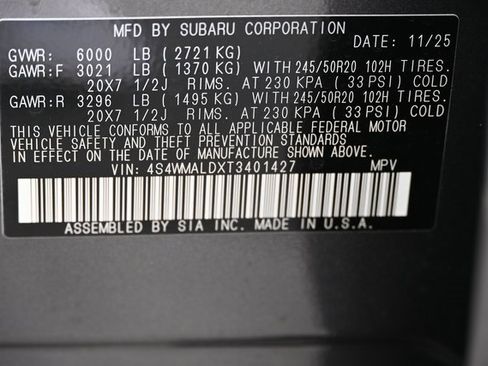 MFD BY SUBARU CORPORATION
DATE: 11/25
GVWR: 6000 LB ( 2721 KG)
GAWR:F 3021 LB ( 1370 KG) WITH 245/50R20 102H TIRES.
20X7 1/2J RIMS. AT 230 KPA ( 33 PSI) COLD
GAWR:R 3296 LB ( 1495 KG) WITH 245/50R20 102H TIRES.
20X7 1/2J RIMS. AT 230 KPA ( 33 PSI) COLD
THIS VEHICLE CONFORMS TO ALL APPLICABLE FEDERAL MOTOR
VEHICLE SAFETY AND THEFT PREVENTION STANDARDS
IN EFFECT ON THE DATE OF MANUFACTURE SHOWN ABOVE.
VIN: 4S4WMALDXT3401427 MPV
ASSEMBLED BY SIA INC. MADE IN U.S.A.